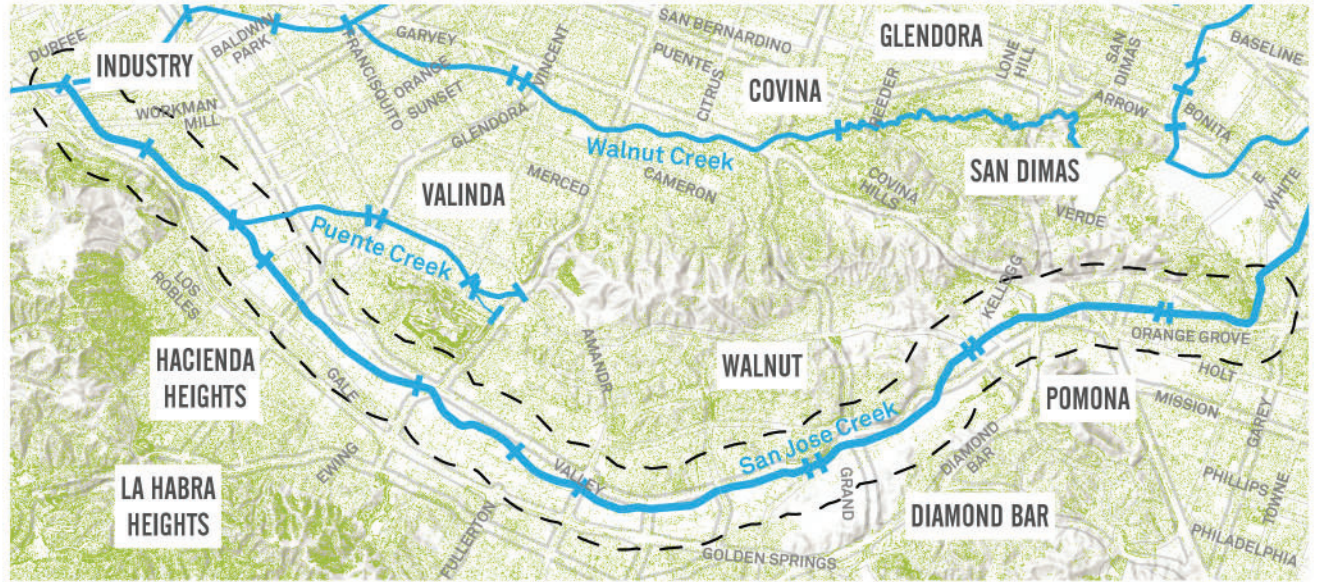 DURFEE
INDUSTRY
BALDWIN
PARK
FRANCISQUITO
GARVEY
ORANGE
SUNSET
VINCENT
SAN BERNARDINO
PUENTE
CITRUS
GLENDORA
LONE
HILL
SAN
DIMAS
BASELINE
COVINA
REEDER
ARROW
BONITA
WORKMAN
MILL
GLENDORA
Walnut Creek
MERCED
CAMERON
COVINA
HILLS
SAN DIMAS
VERDE
E
WHITE
VALINDA
Puente Creek
LOS
ROBLES
KELLOGG
ORANGE GROVE
HOLT
HACIENDA
HEIGHTS
GALE
AMANDR
WALNUT
POMONA
MISSION
GAREY
San Jose Creek
LA HABRA
HEIGHTS
EWING
FULLERTON
VALLEY
GRAND
DIAMOND
BAR
DIAMOND BAR
PHILLIPS
TOWNE
PHILADELPHIA
GOLDEN SPRINGS